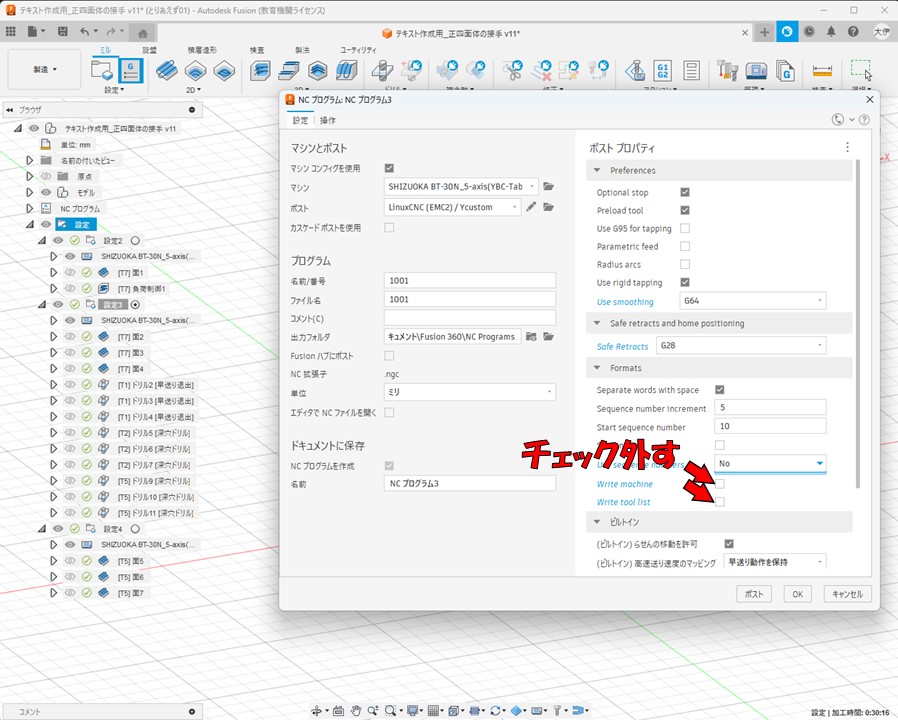 テキスト作成用_正四面体の接手 v11* (とりあえず01) - Autodesk Fusion (教育機関ライセンス)
テキスト作成用_正四面体の接手 v11*
大伊
製造
ミル
旋盤
積層造形
検査
製法
ユーティリティ
設定
2D
ブラウザ
テキスト作成用_正四面体の接手 v11
単位: mm
名前の付いたビュー
原点
モデル
NC プログラム
設定
設定2
SHIZUOKA BT-30N_5-axis(...
[T7] 面1
[T7] 負荷制御1
設定3
SHIZUOKA BT-30N_5-axis(...
[T7] 面2
[T7] 面3
[T7] 面4
[T1] ドリル2 [早送り退出]
[T1] ドリル3 [早送り退出]
[T1] ドリル4 [早送り退出]
[T2] ドリル5 [深穴ドリル]
[T2] ドリル6 [深穴ドリル]
[T2] ドリル7 [深穴ドリル]
[T5] ドリル9 [深穴ドリル]
[T5] ドリル10 [深穴ドリル]
[T5] ドリル11 [深穴ドリル]
設定4
SHIZUOKA BT-30N_5-axis(...
[T5] 面5
[T5] 面6
[T5] 面7
NC プログラム: NC プログラム3
設定 操作
マシンとポスト
マシン コンフィグを使用
マシン SHIZUOKA BT-30N_5-axis(YBC-Tab
ポスト LinuxCNC (EMC2) / Ycustom
カスケード ポストを使用
プログラム
名前/番号 1001
ファイル名 1001
コメント(C)
出力フォルダ キュメント\Fusion 360\NC Programs
Fusion ハブにポスト
NC 拡張子 .ngc
単位 ミリ
エディタで NC ファイルを開く
ドキュメントに保存
NC プログラムを作成
名前 NC プログラム3
ポスト プロパティ
Preferences
Optional stop
Preload tool
Use G95 for tapping
Parametric feed
Radius arcs
Use rigid tapping
Use smoothing G64
Safe retracts and home positioning
Safe Retracts G28
Formats
Separate words with space
Sequence number increment 5
Start sequence number 10
チェック外す
No
Write machine
Write tool list
ビルトイン
(ビルトイン) らせんの移動を許可
(ビルトイン) 高速送り速度のマッピング 早送り動作を保持
ポスト OK キャンセル
コメント
設定 | 加工時間: 0:30:16